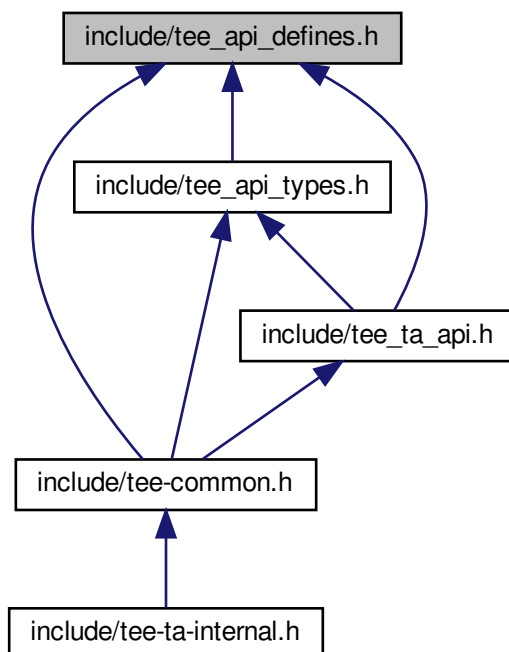 include/tee_api_defines.h
include/tee_api_types.h
include/tee_ta_api.h
include/tee-common.h
include/tee-ta-internal.h